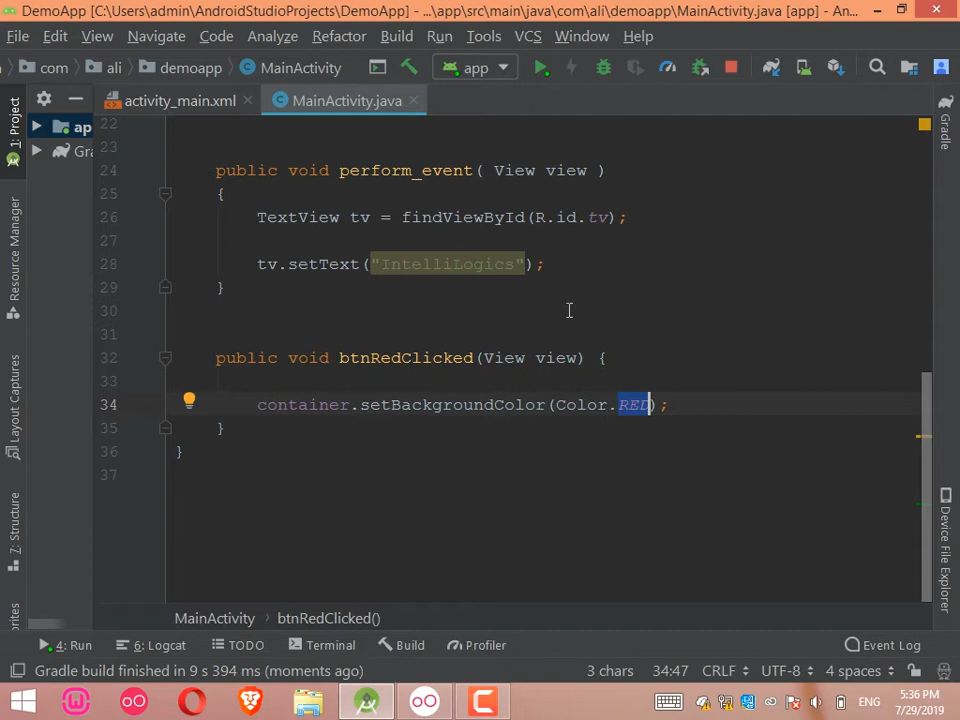 DemoApp [C:\Users\admin\AndroidStudioProjects\DemoApp] - ...\app\src\main\java\com\ali\demoapp\MainActivity.java [app] - An...
File Edit View Navigate Code Analyze Refactor Build Run Tools VCS Window Help
com ali demoapp MainActivity app
activity_main.xml MainActivity.java
1: Project
ap
Gra
Resource Manager
Layout Captures
7: Structure
22
23
24 public void perform_event( View view )
25 {
26 TextView tv = findViewById(R.id.tv);
27
28 tv.setText("IntelliLogics");
29 }
30
31
32 public void btnRedClicked(View view) {
33
34 container.setBackgroundColor(Color.RED);
35 }
36 }
37
Gradle
Device File Explorer
MainActivity btnRedClicked()
4: Run 6: Logcat TODO Terminal Build Profiler Event Log
Gradle build finished in 9 s 394 ms (moments ago) 3 chars 34:47 CRLF UTF-8 4 spaces
ENG
5:36 PM
7/29/2019